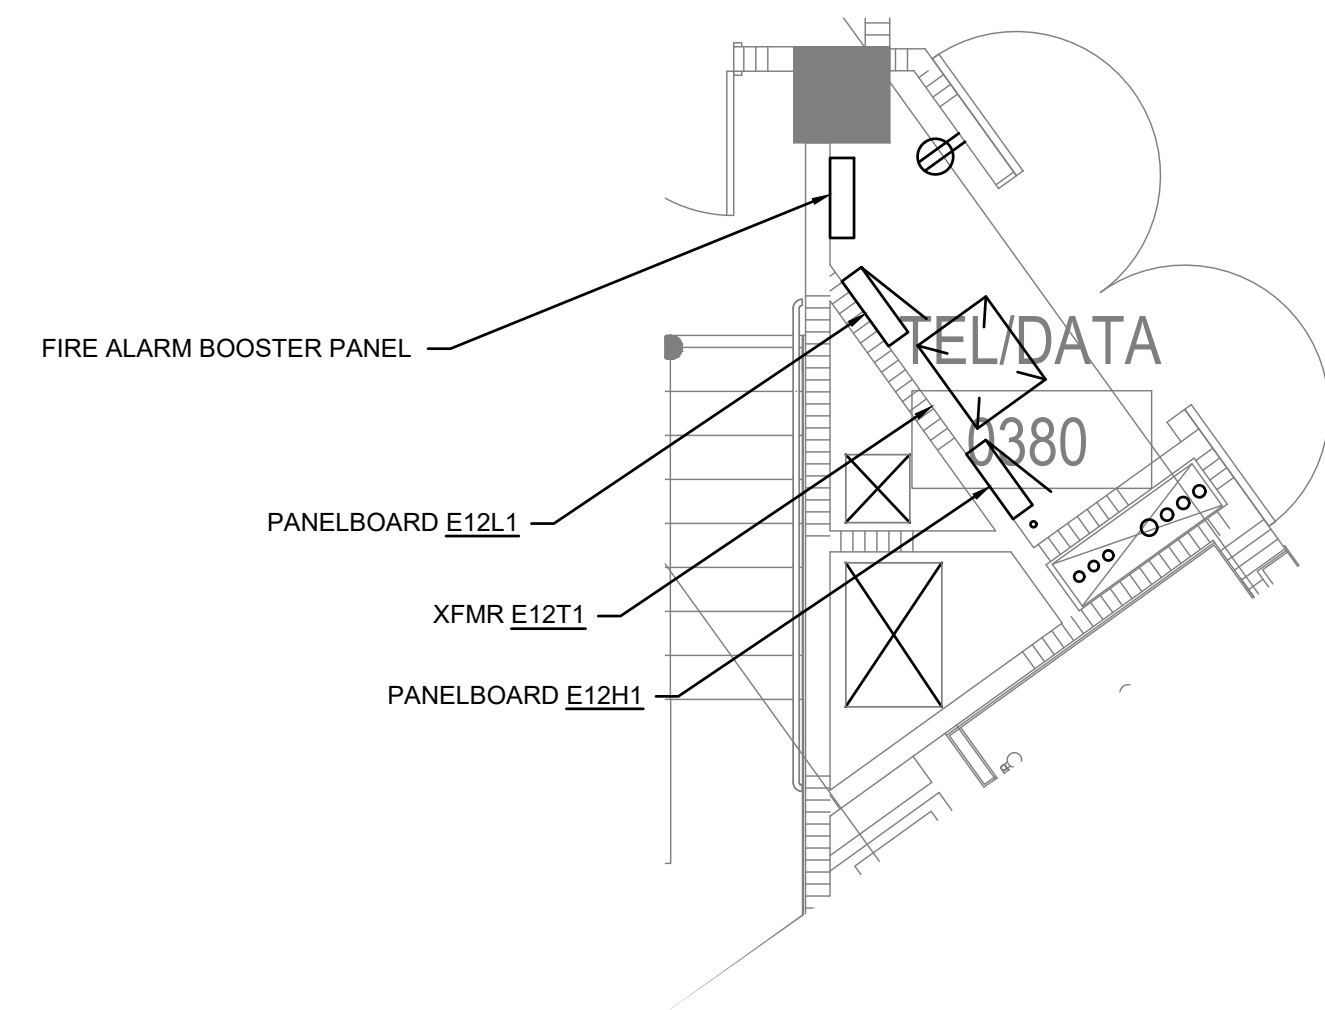 FIRE ALARM BOOSTER PANEL
TEL/DATA
0380
PANELBOARD E12L1
XFMR E12T1
PANELBOARD E12H1